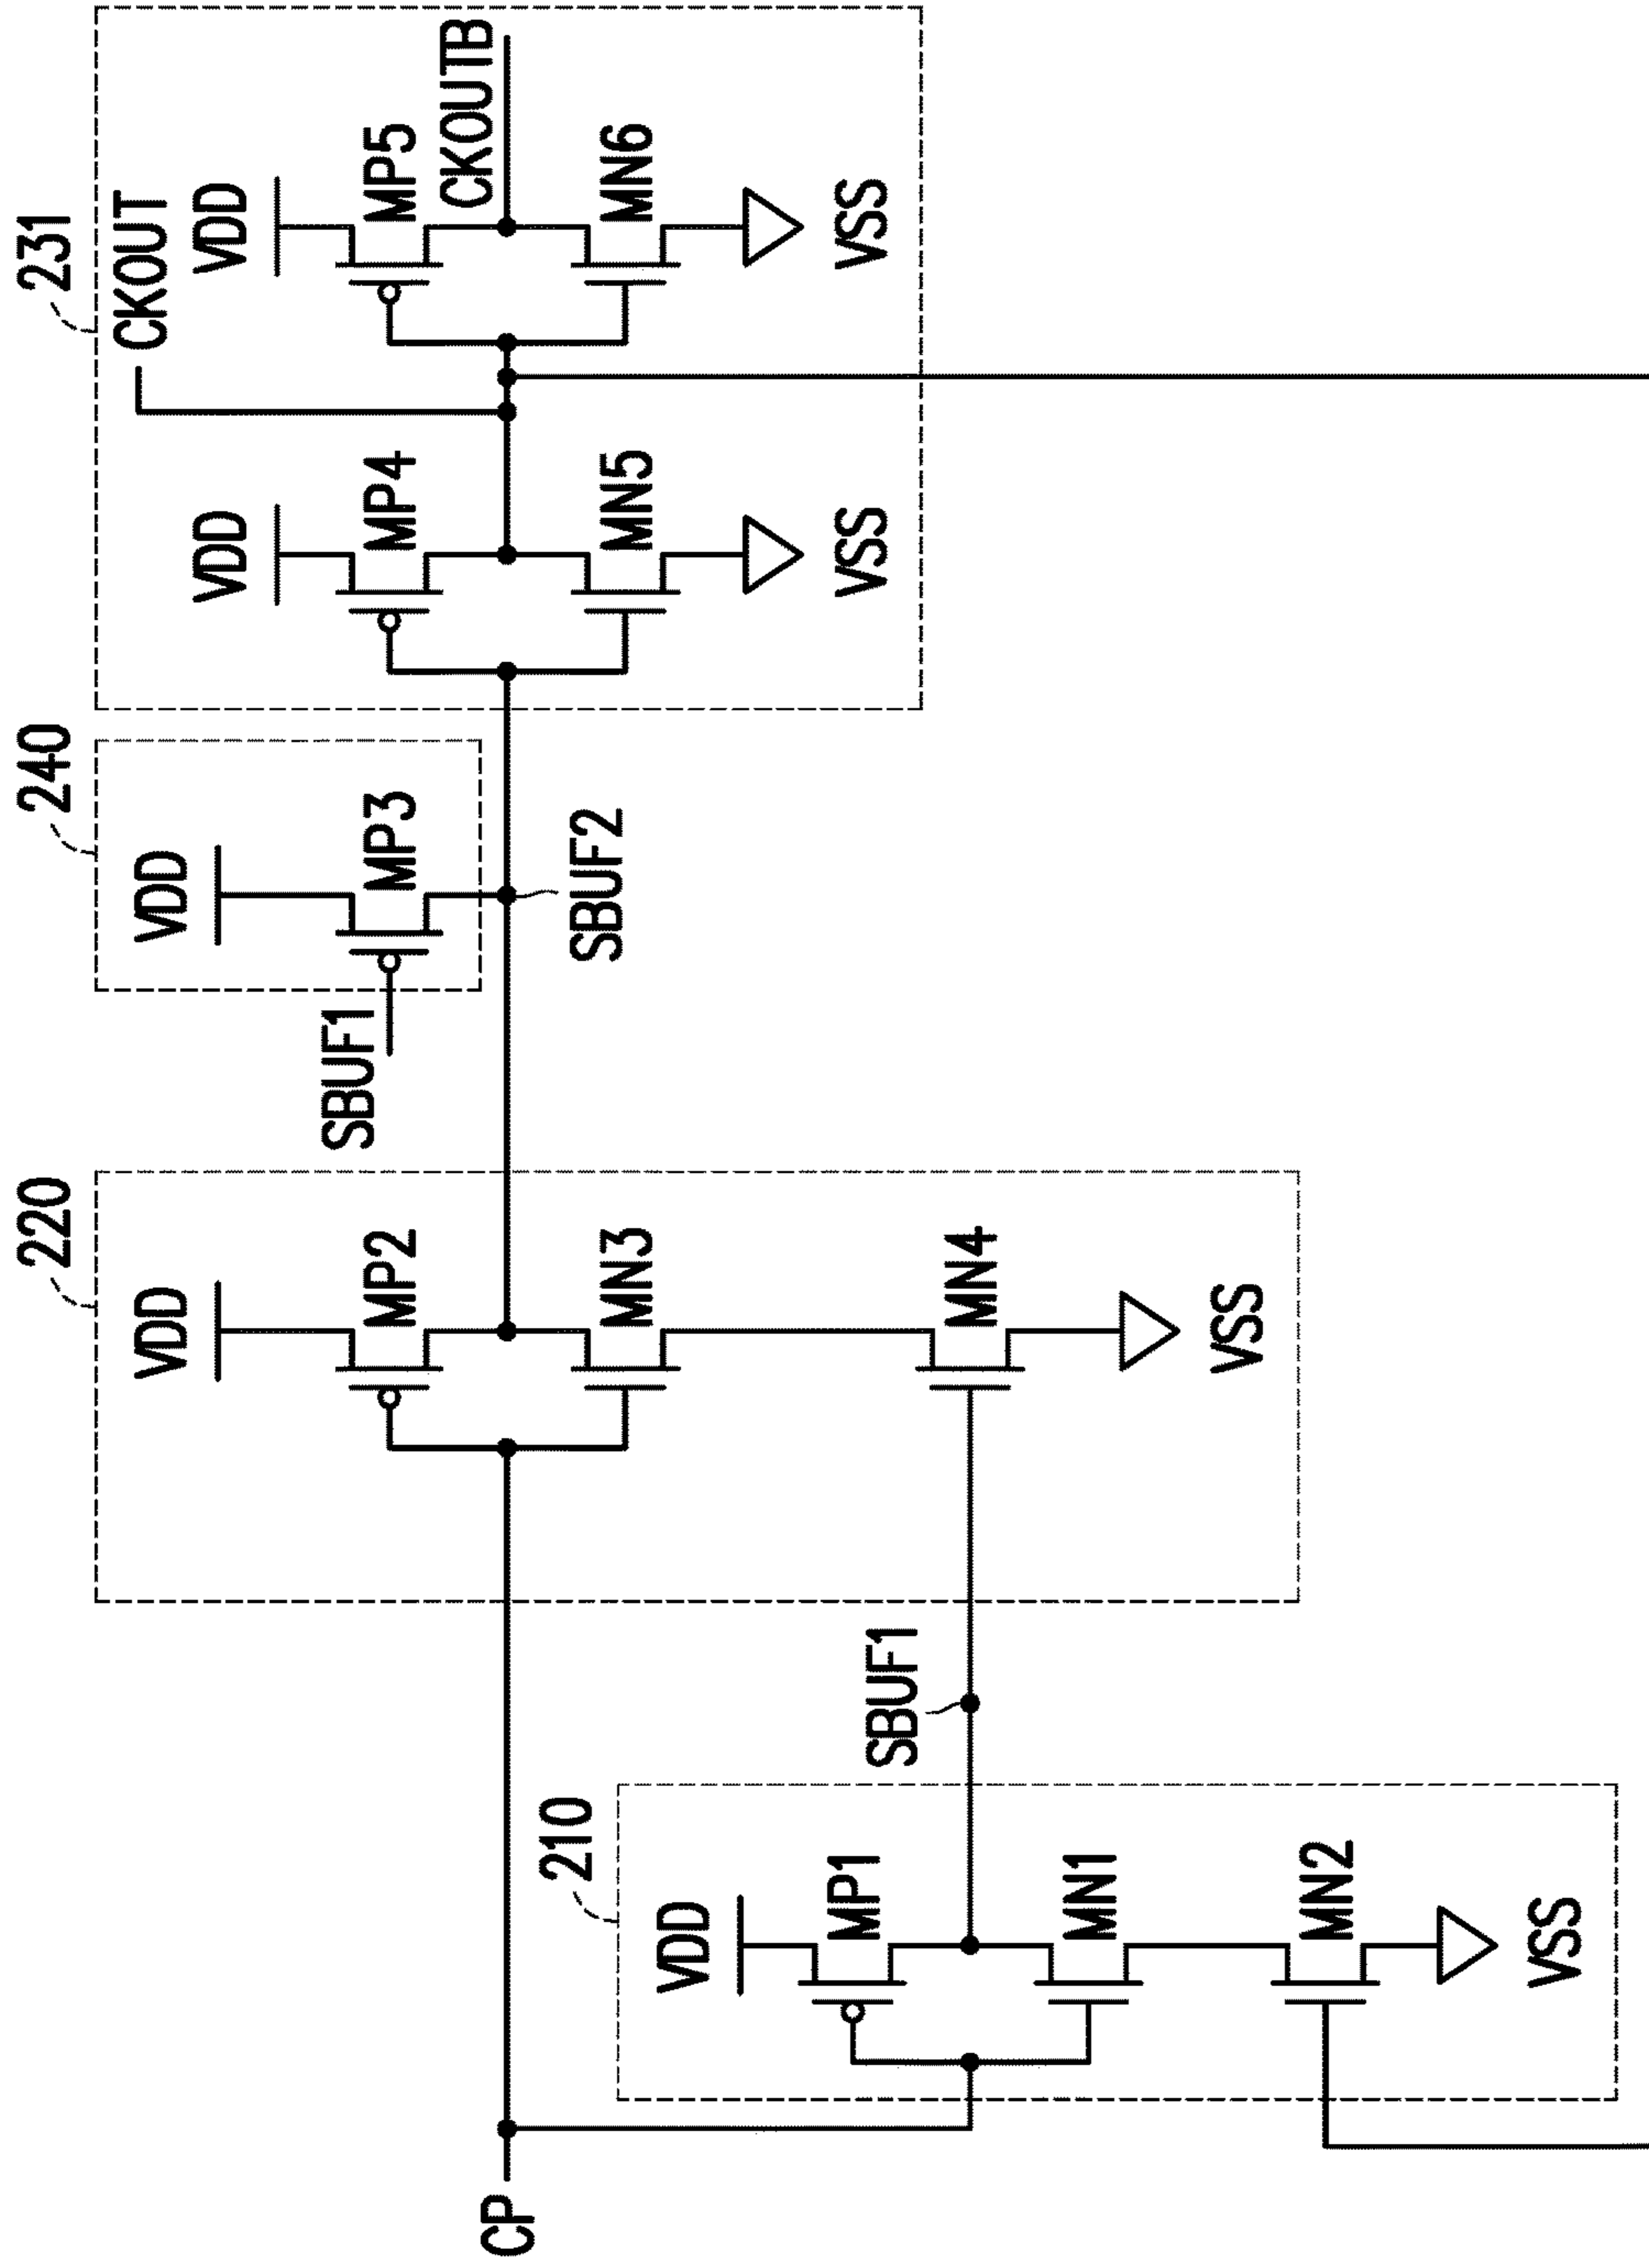 220
240
231
CKOUT
VDD
VDD
VDD
VDD
MP2
SBUF1
MP3
MP4
MP5
CKOUTB
CP
MN3
SBUF2
MN5
MN6
210
VSS
VSS
VDD
MP1
SBUF1
MN4
MN1
VSS
MN2
VSS